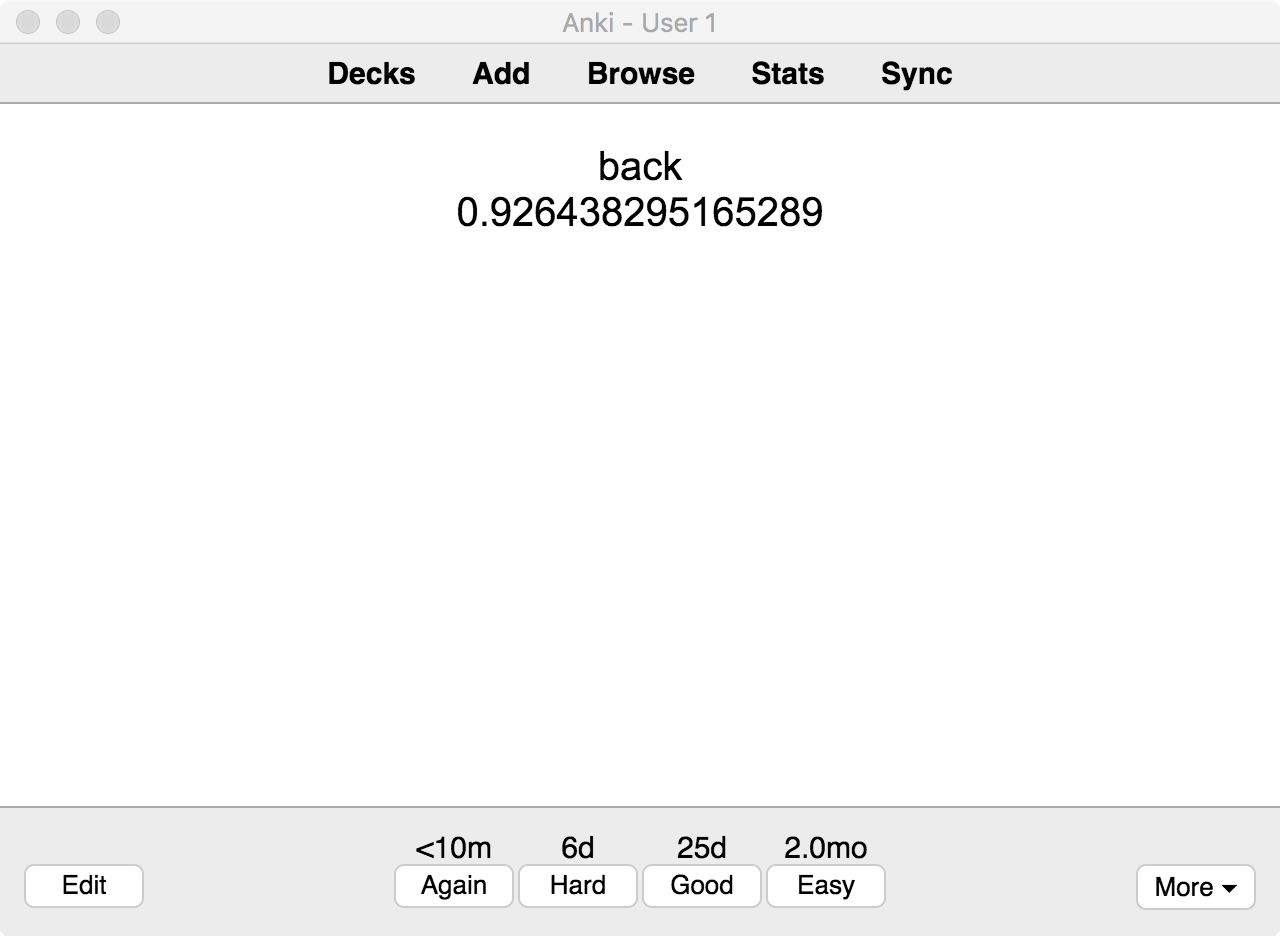 Anki - User 1
Decks Add Browse Stats Sync
back
0.926438295165289
<10m 6d 25d 2.0mo
Edit Again Hard Good Easy More